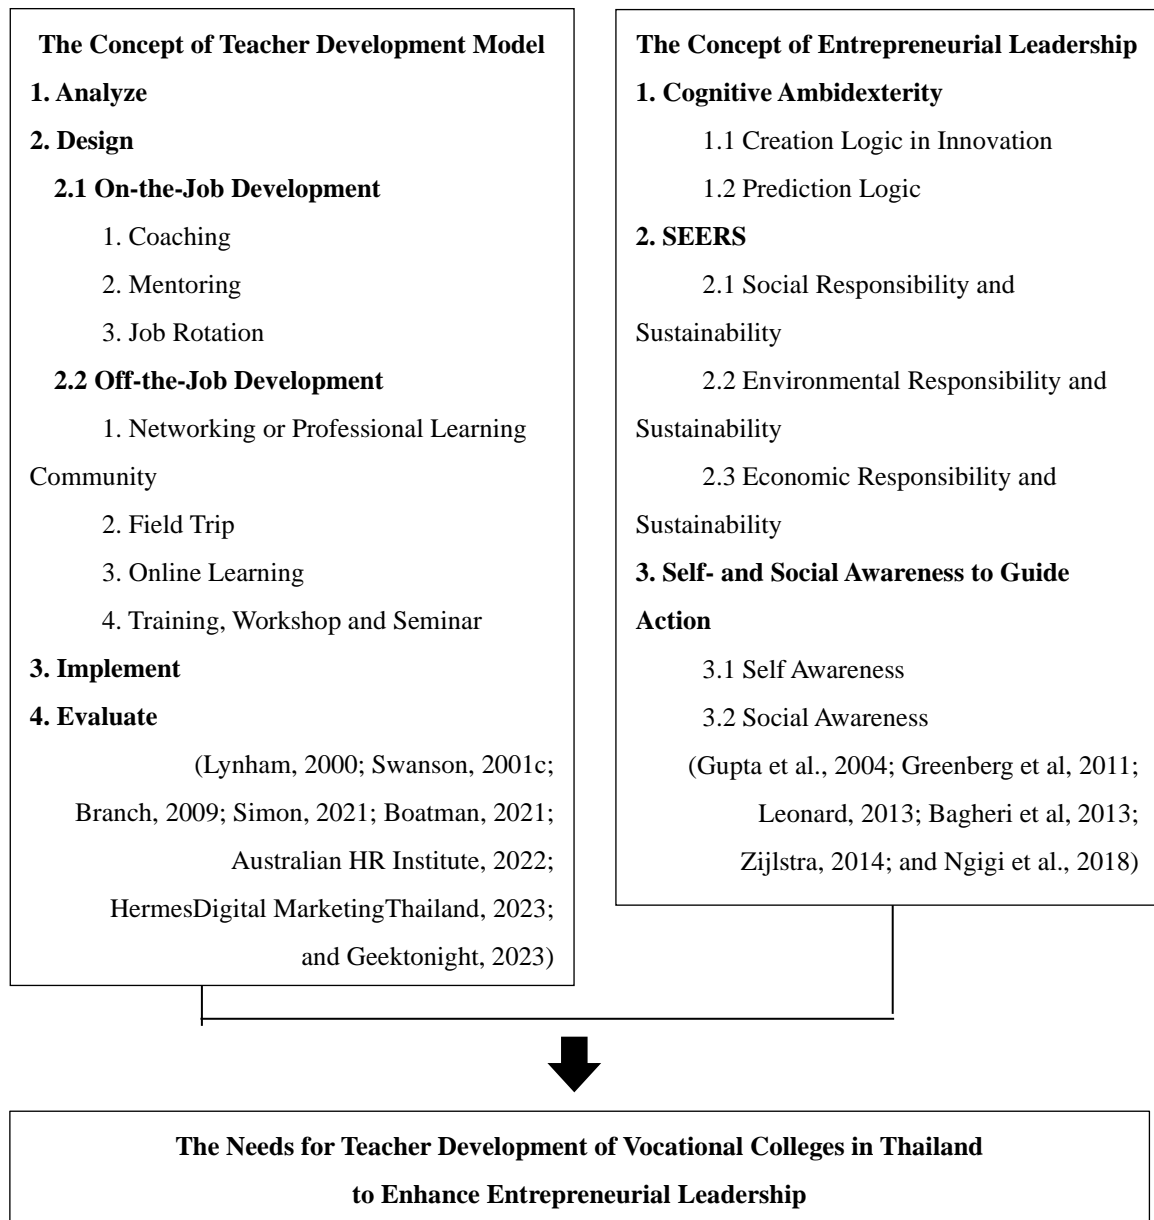 The Concept of Teacher Development Model
1. Analyze
2. Design
2.1 On-the-Job Development
1. Coaching
2. Mentoring
3. Job Rotation
2.2 Off-the-Job Development
1. Networking or Professional Learning
Community
2. Field Trip
3. Online Learning
4. Training, Workshop and Seminar
3. Implement
4. Evaluate
(Lynham, 2000; Swanson, 2001c;
Branch, 2009; Simon, 2021; Boatman, 2021;
Australian HR Institute, 2022;
HermesDigital MarketingThailand, 2023;
and Geektonight, 2023)
The Concept of Entrepreneurial Leadership
1. Cognitive Ambidexterity
1.1 Creation Logic in Innovation
1.2 Prediction Logic
2. SEERS
2.1 Social Responsibility and
Sustainability
2.2 Environmental Responsibility and
Sustainability
2.3 Economic Responsibility and
Sustainability
3. Self- and Social Awareness to Guide
Action
3.1 Self Awareness
3.2 Social Awareness
(Gupta et al., 2004; Greenberg et al, 2011;
Leonard, 2013; Bagheri et al, 2013;
Zijlstra, 2014; and Ngigi et al., 2018)
The Needs for Teacher Development of Vocational Colleges in Thailand
to Enhance Entrepreneurial Leadership